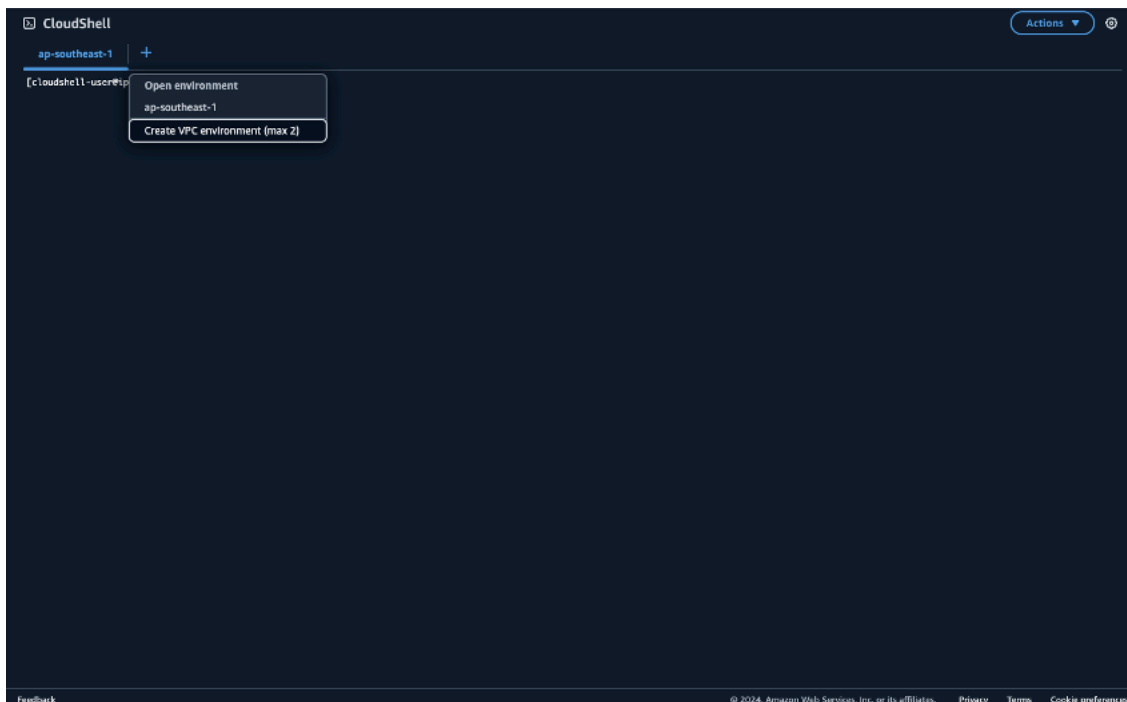 CloudShell
Actions
ap-southeast-1 +
[cloudshell-user@ip
Open environment
ap-southeast-1
Create VPC environment (max 2)
Feedback
© 2024, Amazon Web Services, Inc. or its affiliates. Privacy Terms Cookie preferences